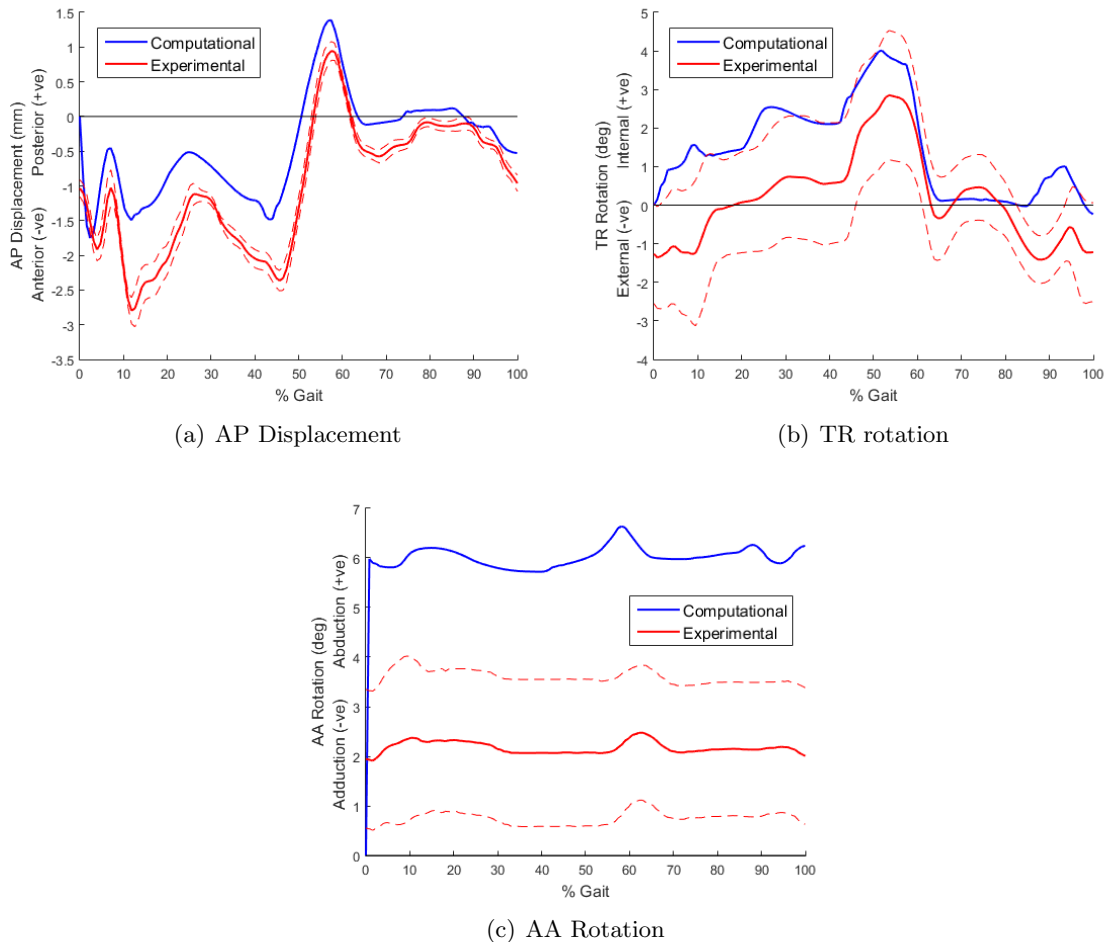 1.5
1
0.5
0
-0.5
-1
-1.5
-2
-2.5
-3
-3.5
AP Displacement (mm)
Anterior (-ve) Posterior (+ve)
Computational
Experimental
0 10 20 30 40 50 60 70 80 90 100
% Gait
(a) AP Displacement
5
4
3
2
1
0
-1
-2
-3
-4
TR Rotation (deg)
External (-ve) Internal (+ve)
Computational
Experimental
0 10 20 30 40 50 60 70 80 90 100
% Gait
(b) TR rotation
7
6
5
4
3
2
1
0
AA Rotation (deg)
Adduction (-ve) Abduction (+ve)
Computational
Experimental
0 10 20 30 40 50 60 70 80 90 100
% Gait
(c) AA Rotation